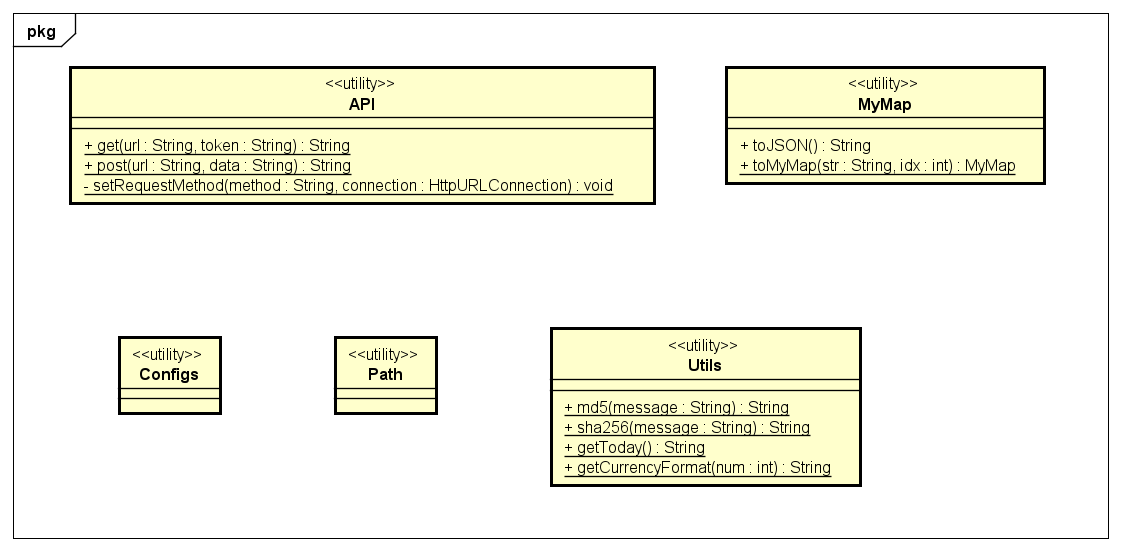 pkg
<<utility>>
API
+ get(url : String, token : String) : String
+ post(url : String, data : String) : String
- setRequestMethod(method : String, connection : HttpURLConnection) : void
<<utility>>
MyMap
+ toJSON() : String
+ toMyMap(str : String, idx : int) : MyMap
<<utility>>
Configs
<<utility>>
Path
<<utility>>
Utils
+ md5(message : String) : String
+ sha256(message : String) : String
+ getToday() : String
+ getCurrencyFormat(num : int) : String